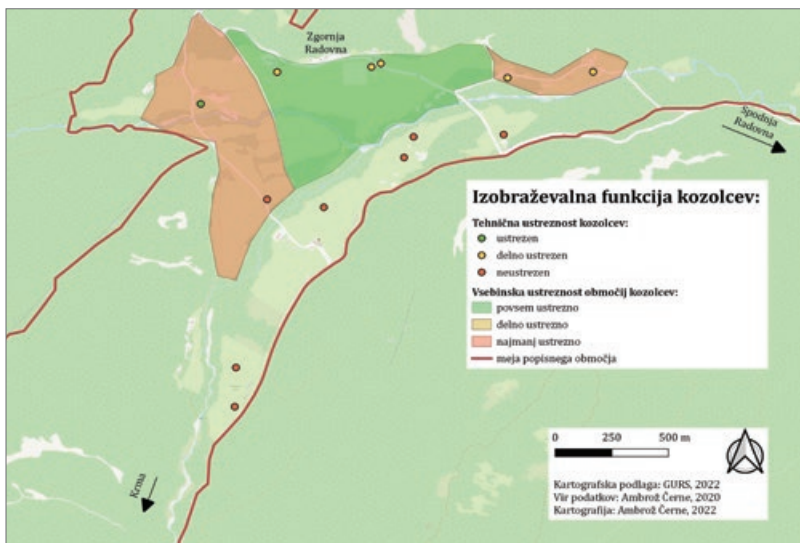 Zgornja
Radovna
Spodnja
Radovna
Izobraževalna funkcija kozolcev:
Tehnična ustreznost kozolcev:
ustrezen
delno ustrezen
neustrezen
Vsebinska ustreznost območij kozolcev:
povsem ustrezno
delno ustrezno
najmanj ustrezno
meja popisnega območja
0 250 500 m
Kartografska podlaga: GURS, 2022
Vir podatkov: Ambrož Černe, 2020
Kartografija: Ambrož Černe, 2022
Krma